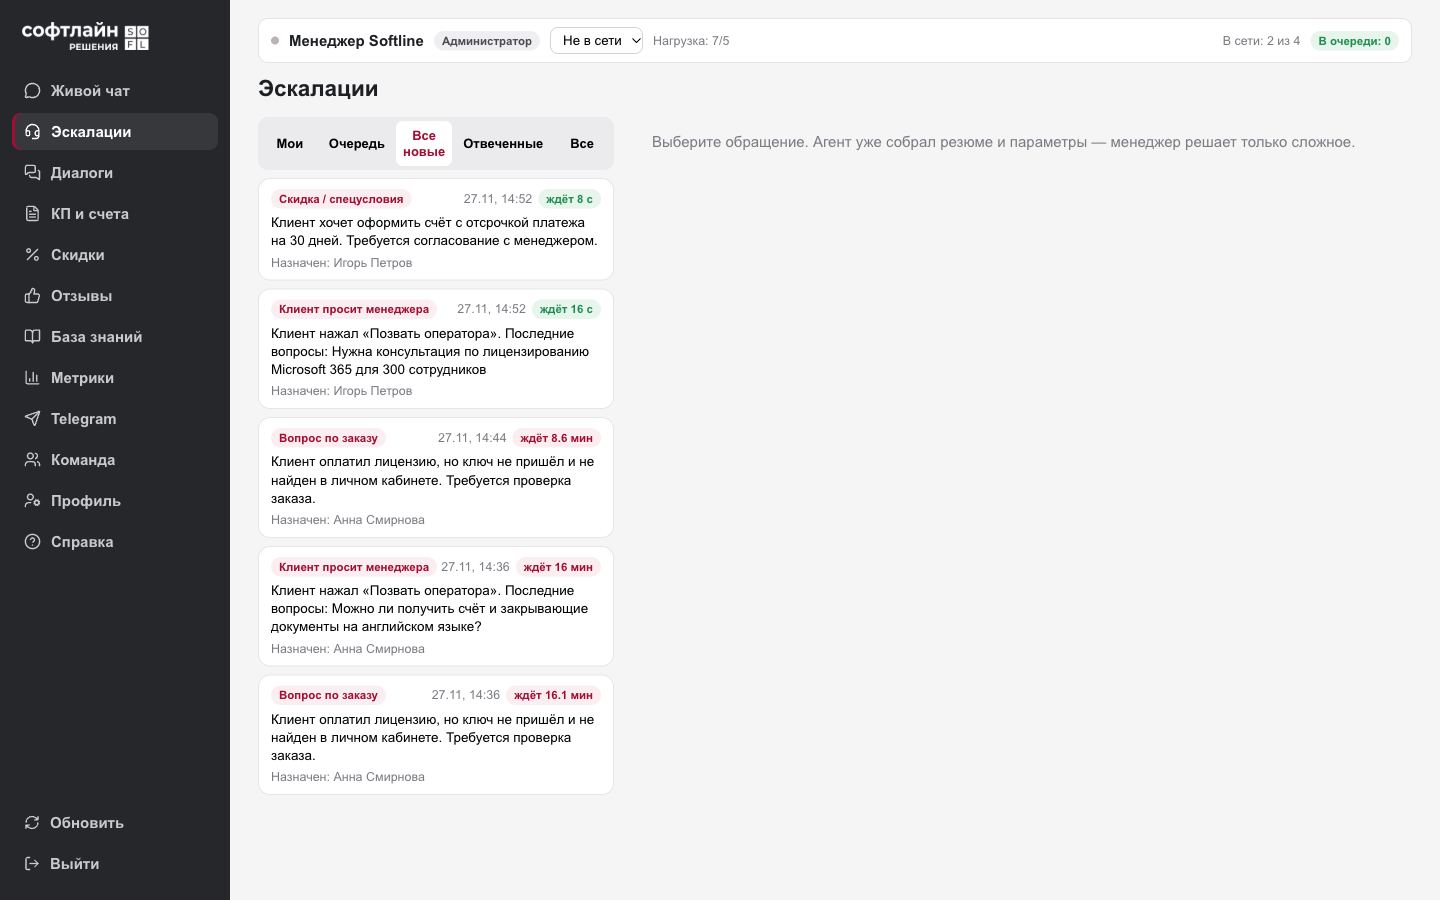 софтлайн
РЕШЕНИЯ
SO
FL
Живой чат
Эскалации
Диалоги
КП и счета
Скидки
Отзывы
База знаний
Метрики
Telegram
Команда
Профиль
Справка
Обновить
Выйти
Менеджер Softline Администратор Не в сети Нагрузка: 7/5 В сети: 2 из 4 В очереди: 0
Эскалации
Мои Очередь Все новые Отвеченные Все
Скидка / спецусловия 27.11, 14:52 ждёт 8 с
Клиент хочет оформить счёт с отсрочкой платежа
на 30 дней. Требуется согласование с менеджером.
Назначен: Игорь Петров
Клиент просит менеджера 27.11, 14:52 ждёт 16 с
Клиент нажал «Позвать оператора». Последние
вопросы: Нужна консультация по лицензированию
Microsoft 365 для 300 сотрудников
Назначен: Игорь Петров
Вопрос по заказу 27.11, 14:44 ждёт 8.6 мин
Клиент оплатил лицензию, но ключ не пришёл и не
найден в личном кабинете. Требуется проверка
заказа.
Назначен: Анна Смирнова
Клиент просит менеджера 27.11, 14:36 ждёт 16 мин
Клиент нажал «Позвать оператора». Последние
вопросы: Можно ли получить счёт и закрывающие
документы на английском языке?
Назначен: Анна Смирнова
Вопрос по заказу 27.11, 14:36 ждёт 16.1 мин
Клиент оплатил лицензию, но ключ не пришёл и не
найден в личном кабинете. Требуется проверка
заказа.
Назначен: Анна Смирнова
Выберите обращение. Агент уже собрал резюме и параметры — менеджер решает только сложное.